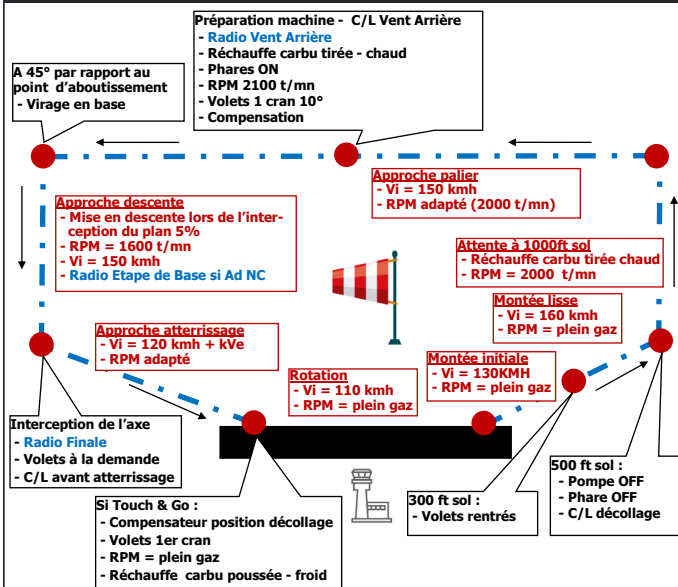 Préparation machine - C/L Vent Arrière
- Radio Vent Arrière
- Réchauffe carbu tirée - chaud
- Phares ON
- RPM 2100 t/mn
- Volets 1 cran 10°
- Compensation
A 45° par rapport au
point d'aboutissement
- Virage en base
Approche descente
- Mise en descente lors de l'inter-
ception du plan 5%
- RPM = 1600 t/mn
- Vi = 150 kmh
- Radio Etape de Base si Ad NC
Approche palier
- Vi = 150 kmh
- RPM adapté (2000 t/mn)
Attente à 1000ft sol
- Réchauffe carbu tirée chaud
- RPM = 2000 t/mn
Montée lisse
- Vi = 160 kmh
- RPM = plein gaz
Approche atterrissage
- Vi = 120 kmh + kVe
- RPM adapté
Rotation
- Vi = 110 kmh
- RPM = plein gaz
Montée initiale
- Vi = 130KMH
- RPM = plein gaz
Interception de l'axe
- Radio Finale
- Volets à la demande
- C/L avant atterrissage
Si Touch & Go :
- Compensateur position décollage
- Volets 1er cran
- RPM = plein gaz
- Réchauffe carbu poussée - froid
300 ft sol :
- Volets rentrés
500 ft sol :
- Pompe OFF
- Phare OFF
- C/L décollage